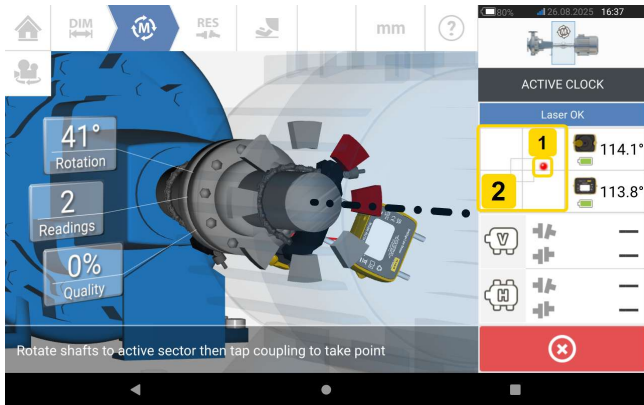 DIM
M
RES
mm
?
80%
26.08.2025 16:37
M
ACTIVE CLOCK
Laser OK
1
2
114.1°
113.8°
41°
Rotation
2
Readings
0%
Quality
V
—
—
H
—
—
Rotate shafts to active sector then tap coupling to take point